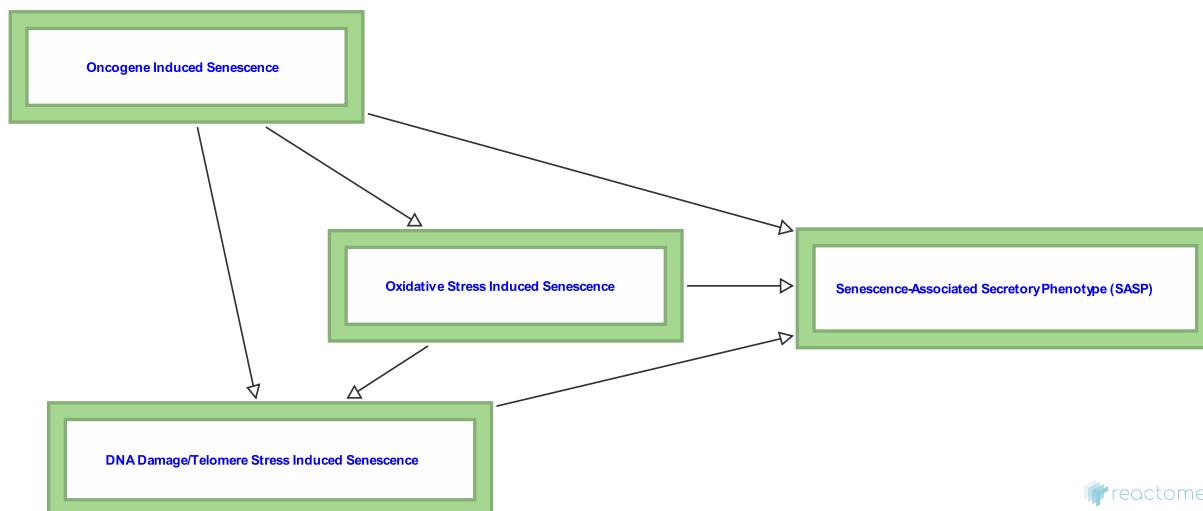 Oncogene Induced Senescence
Oxidative Stress Induced Senescence
Senescence-Associated Secretory Phenotype (SASP)
DNA Damage/Telomere Stress Induced Senescence
reactome